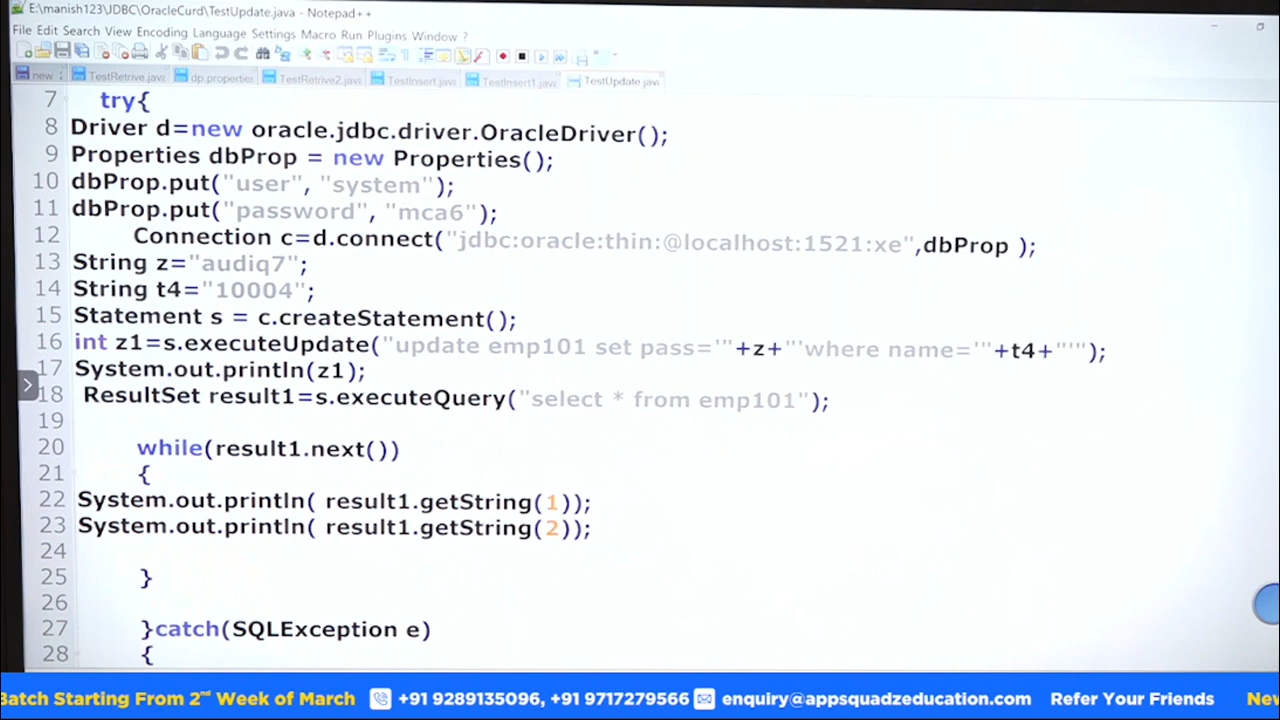 E:\manish123\JDBC\OracleCurd\TestUpdate.java - Notepad++
File Edit Search View Encoding Language Settings Macro Run Plugins Window ?
new TestRetrive.java dp.properties TestRetrive2.java TestInsert.java TestInsert1.java TestUpdate.java
7 try{
8 Driver d=new oracle.jdbc.driver.OracleDriver();
9 Properties dbProp = new Properties();
10 dbProp.put("user", "system");
11 dbProp.put("password", "mca6");
12 Connection c=d.connect("jdbc:oracle:thin:@localhost:1521:xe",dbProp );
13 String z="audiq7";
14 String t4="10004";
15 Statement s = c.createStatement();
16 int z1=s.executeUpdate("update emp101 set pass='"+z+"'where name='"+t4+"'");
17 System.out.println(z1);
18 ResultSet result1=s.executeQuery("select * from emp101");
19
20 while(result1.next())
21 {
22 System.out.println( result1.getString(1));
23 System.out.println( result1.getString(2));
24
25 }
26
27 }catch(SQLException e)
28 {
Batch Starting From 2nd Week of March +91 9289135096, +91 9717279566 enquiry@appsquadzeducation.com Refer Your Friends Nev